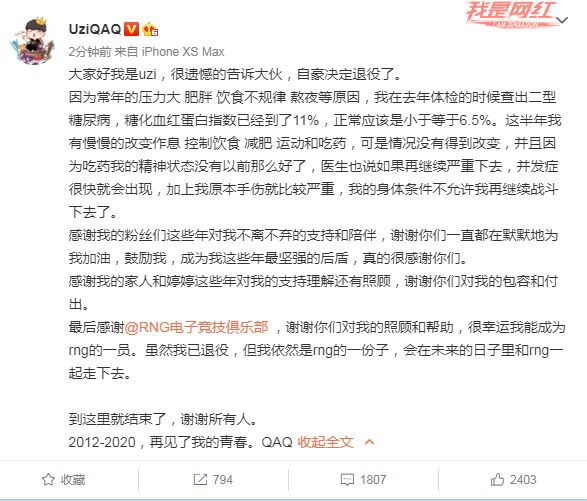 我是网红
I AM SENSATION
UziQAQ
2分钟前 来自 iPhone XS Max
大家好我是uzi，很遗憾的告诉大伙，自豪决定退役了。
因为常年的压力大 肥胖 饮食不规律 熬夜等原因，我在去年体检的时候查出二型
糖尿病，糖化血红蛋白指数已经到了11%，正常应该是小于等于6.5%。这半年我
有慢慢的改变作息 控制饮食 减肥 运动和吃药，可是情况没有得到改变，并且因
为吃药我的精神状态没有以前那么好了，医生也说如果再继续严重下去，并发症
很快就会出现，加上我原本手伤就比较严重，我的身体条件不允许我再继续战斗
下去了。
感谢我的粉丝们这些年对我不离不弃的支持和陪伴，谢谢你们一直都在默默地为
我加油，鼓励我，成为我这些年最坚强的后盾，真的很感谢你们。
感谢我的家人和婷婷这些年对我的支持理解还有照顾，谢谢你们对我的包容和付
出。
最后感谢@RNG电子竞技俱乐部 ，谢谢你们对我的照顾和帮助，很幸运我能成为
rng的一员。虽然我已退役，但我依然是rng的一份子，会在未来的日子里和rng一
起走下去。
到这里就结束了，谢谢所有人。
2012-2020，再见了我的青春。QAQ 收起全文
收藏 794 1807 2403